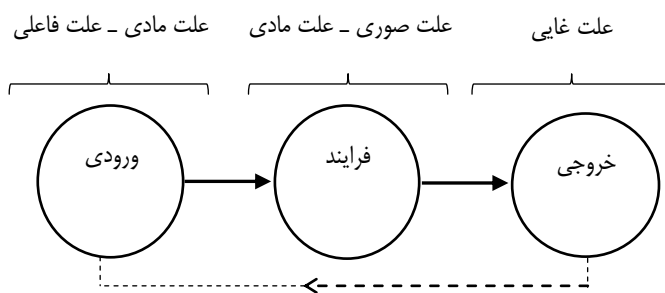 علت مادی ـ علت فاعلی
علت صوری ـ علت مادی
علت غایی
ورودی
فرایند
خروجی